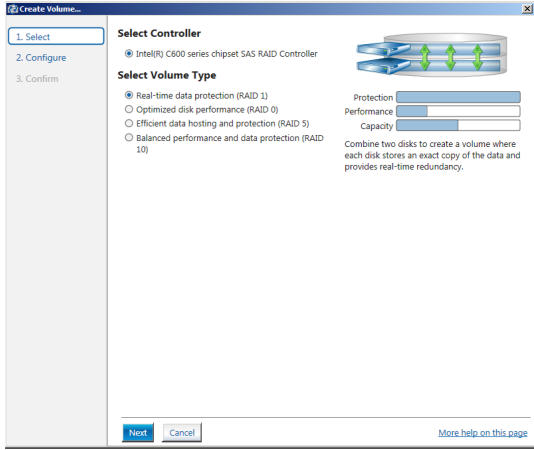 Create Volume...
1. Select
2. Configure
3. Confirm
Select Controller
Intel(R) C600 series chipset SAS RAID Controller
Select Volume Type
Real-time data protection (RAID 1)
Optimized disk performance (RAID 0)
Efficient data hosting and protection (RAID 5)
Balanced performance and data protection (RAID
10)
Protection
Performance
Capacity
Combine two disks to create a volume where
each disk stores an exact copy of the data and
provides real-time redundancy.
Next
Cancel
More help on this page